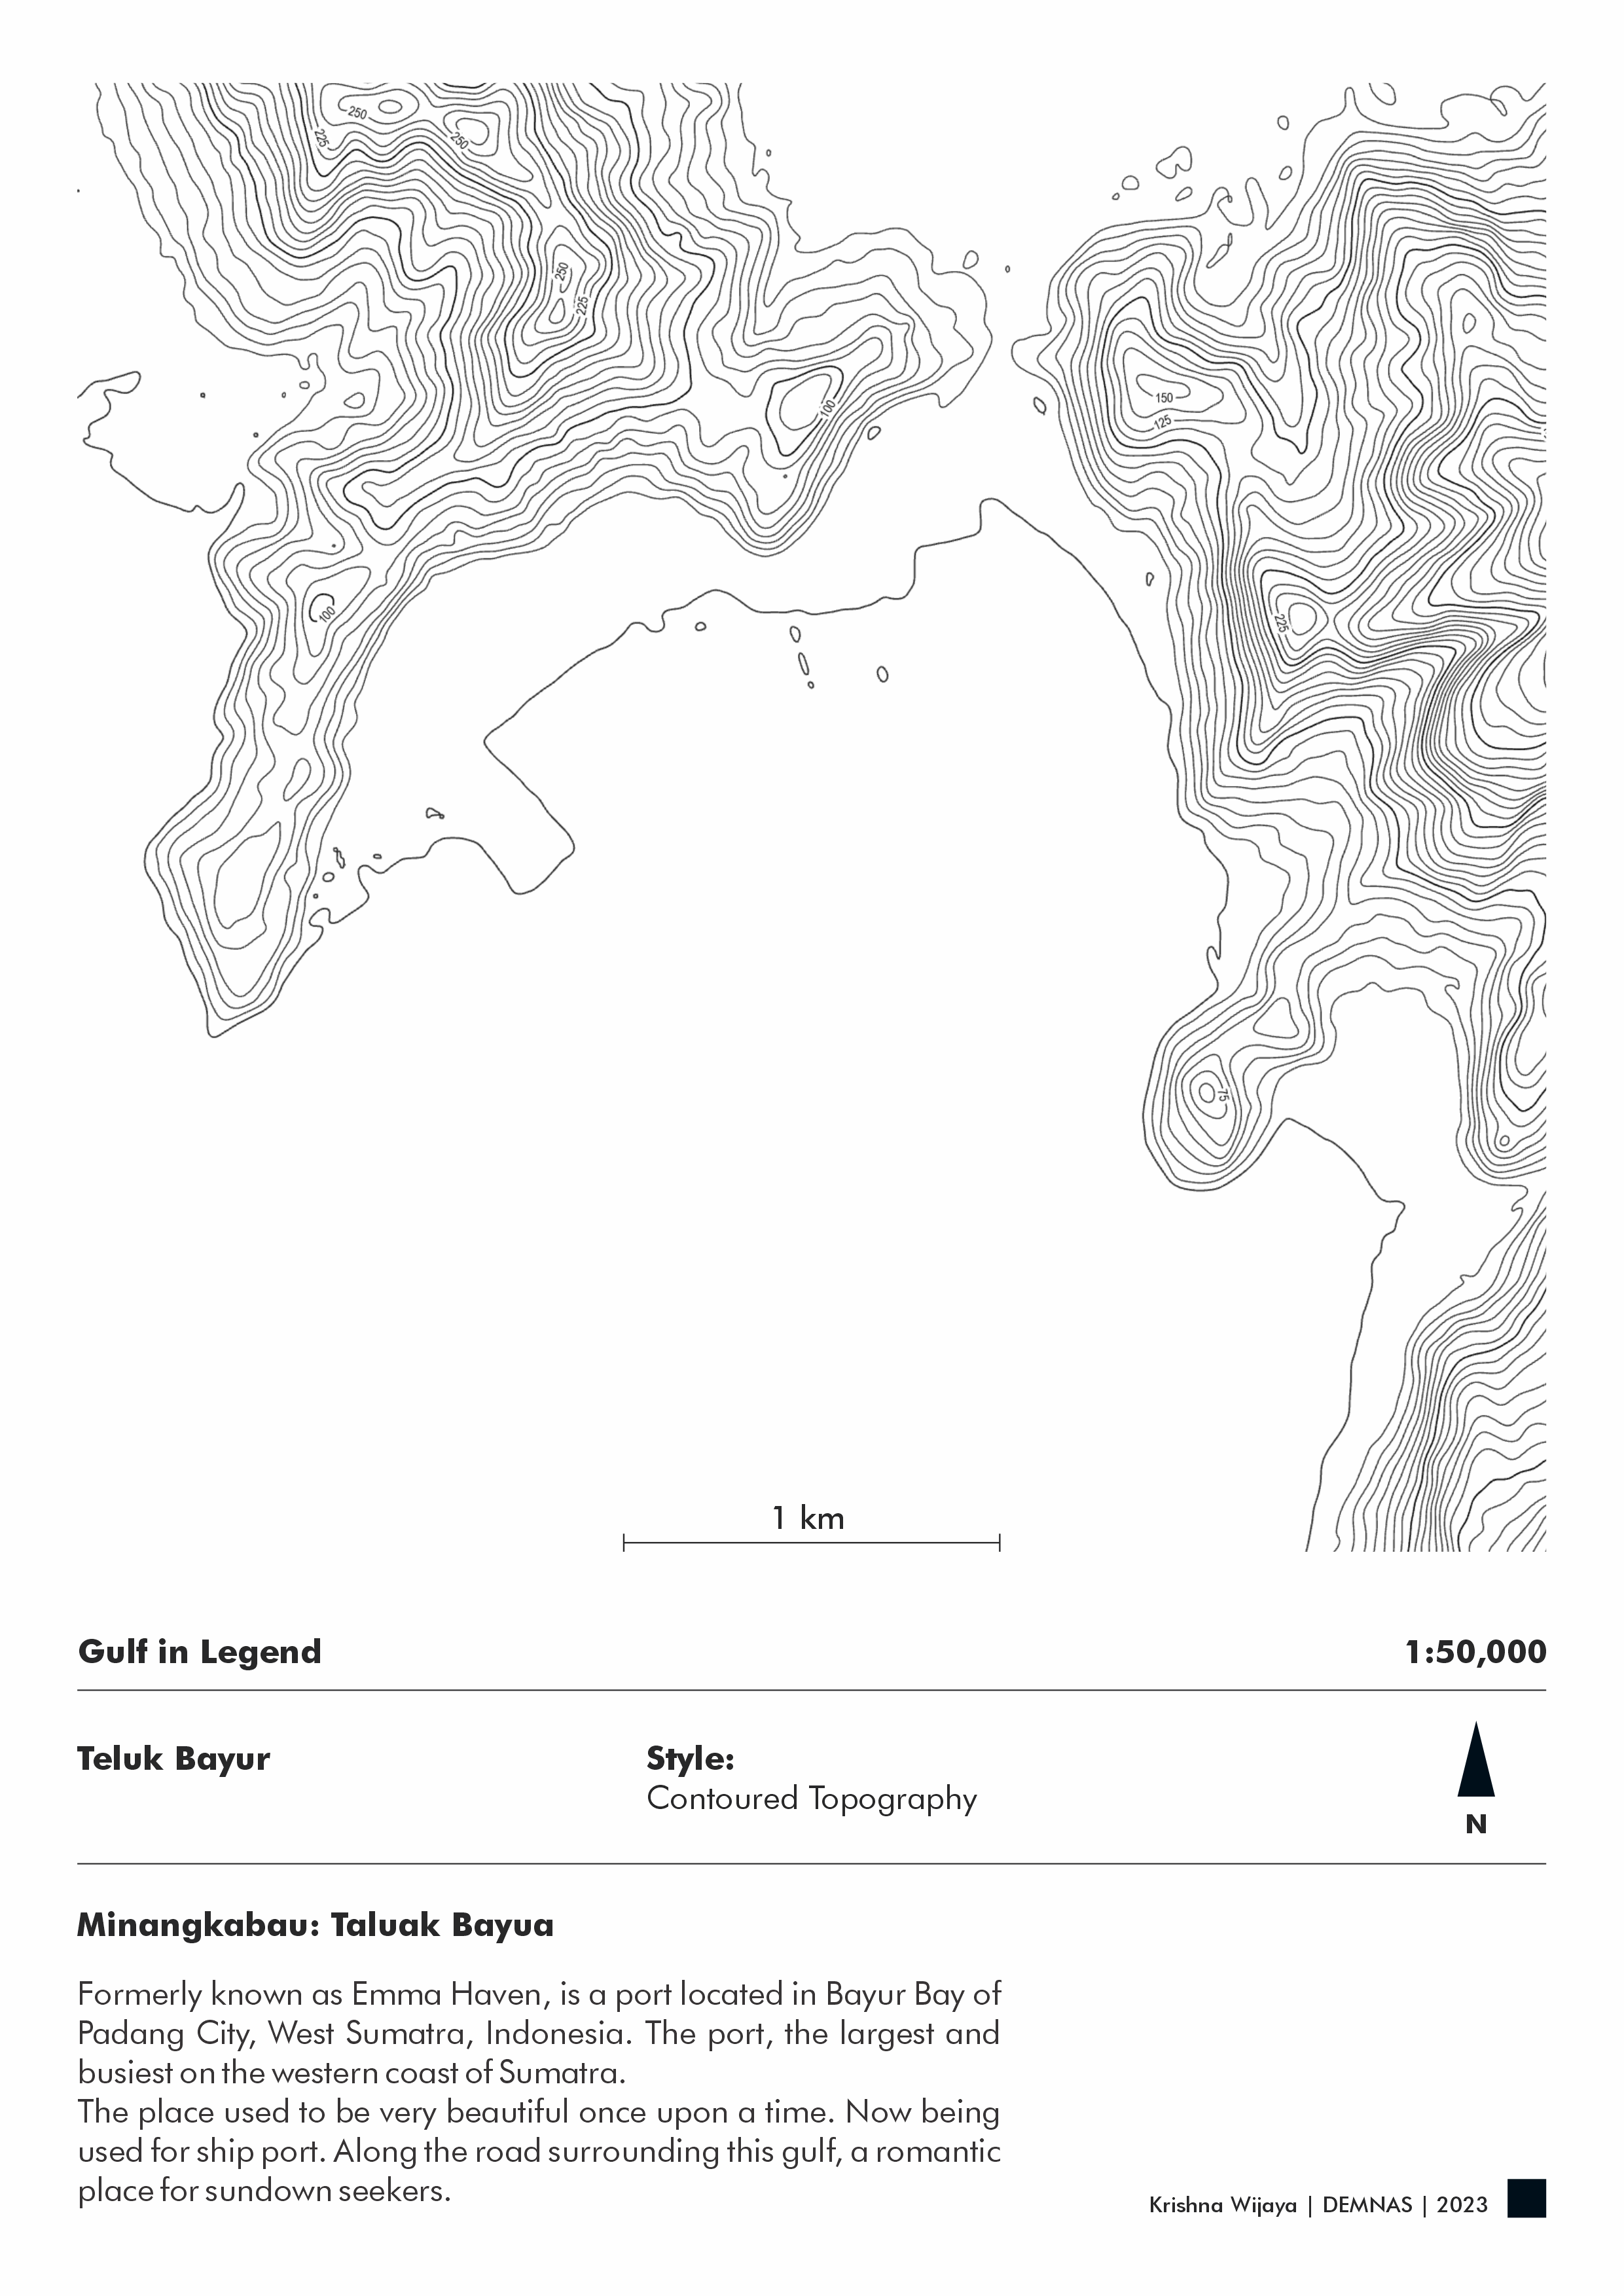 250
225
250
250
225
100
150
125
100
225
75
1 km
Gulf in Legend
1:50,000
Teluk Bayur
Style:
Contoured Topography
N
Minangkabau: Taluak Bayua
Formerly known as Emma Haven, is a port located in Bayur Bay of
Padang City, West Sumatra, Indonesia. The port, the largest and
busiest on the western coast of Sumatra.
The place used to be very beautiful once upon a time. Now being
used for ship port. Along the road surrounding this gulf, a romantic
place for sundown seekers.
Krishna Wijaya | DEMNAS | 2023